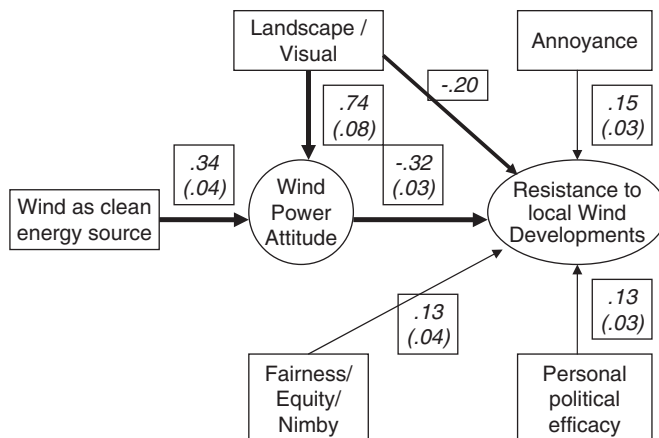 Landscape /
Visual
Annoyance
-.20
.74
(.08)
.15
(.03)
.34
(.04)
-.32
(.03)
Wind as clean
energy source
Wind
Power
Attitude
Resistance to
local Wind
Developments
.13
(.04)
.13
(.03)
Fairness/
Equity/
Nimby
Personal
political
efficacy